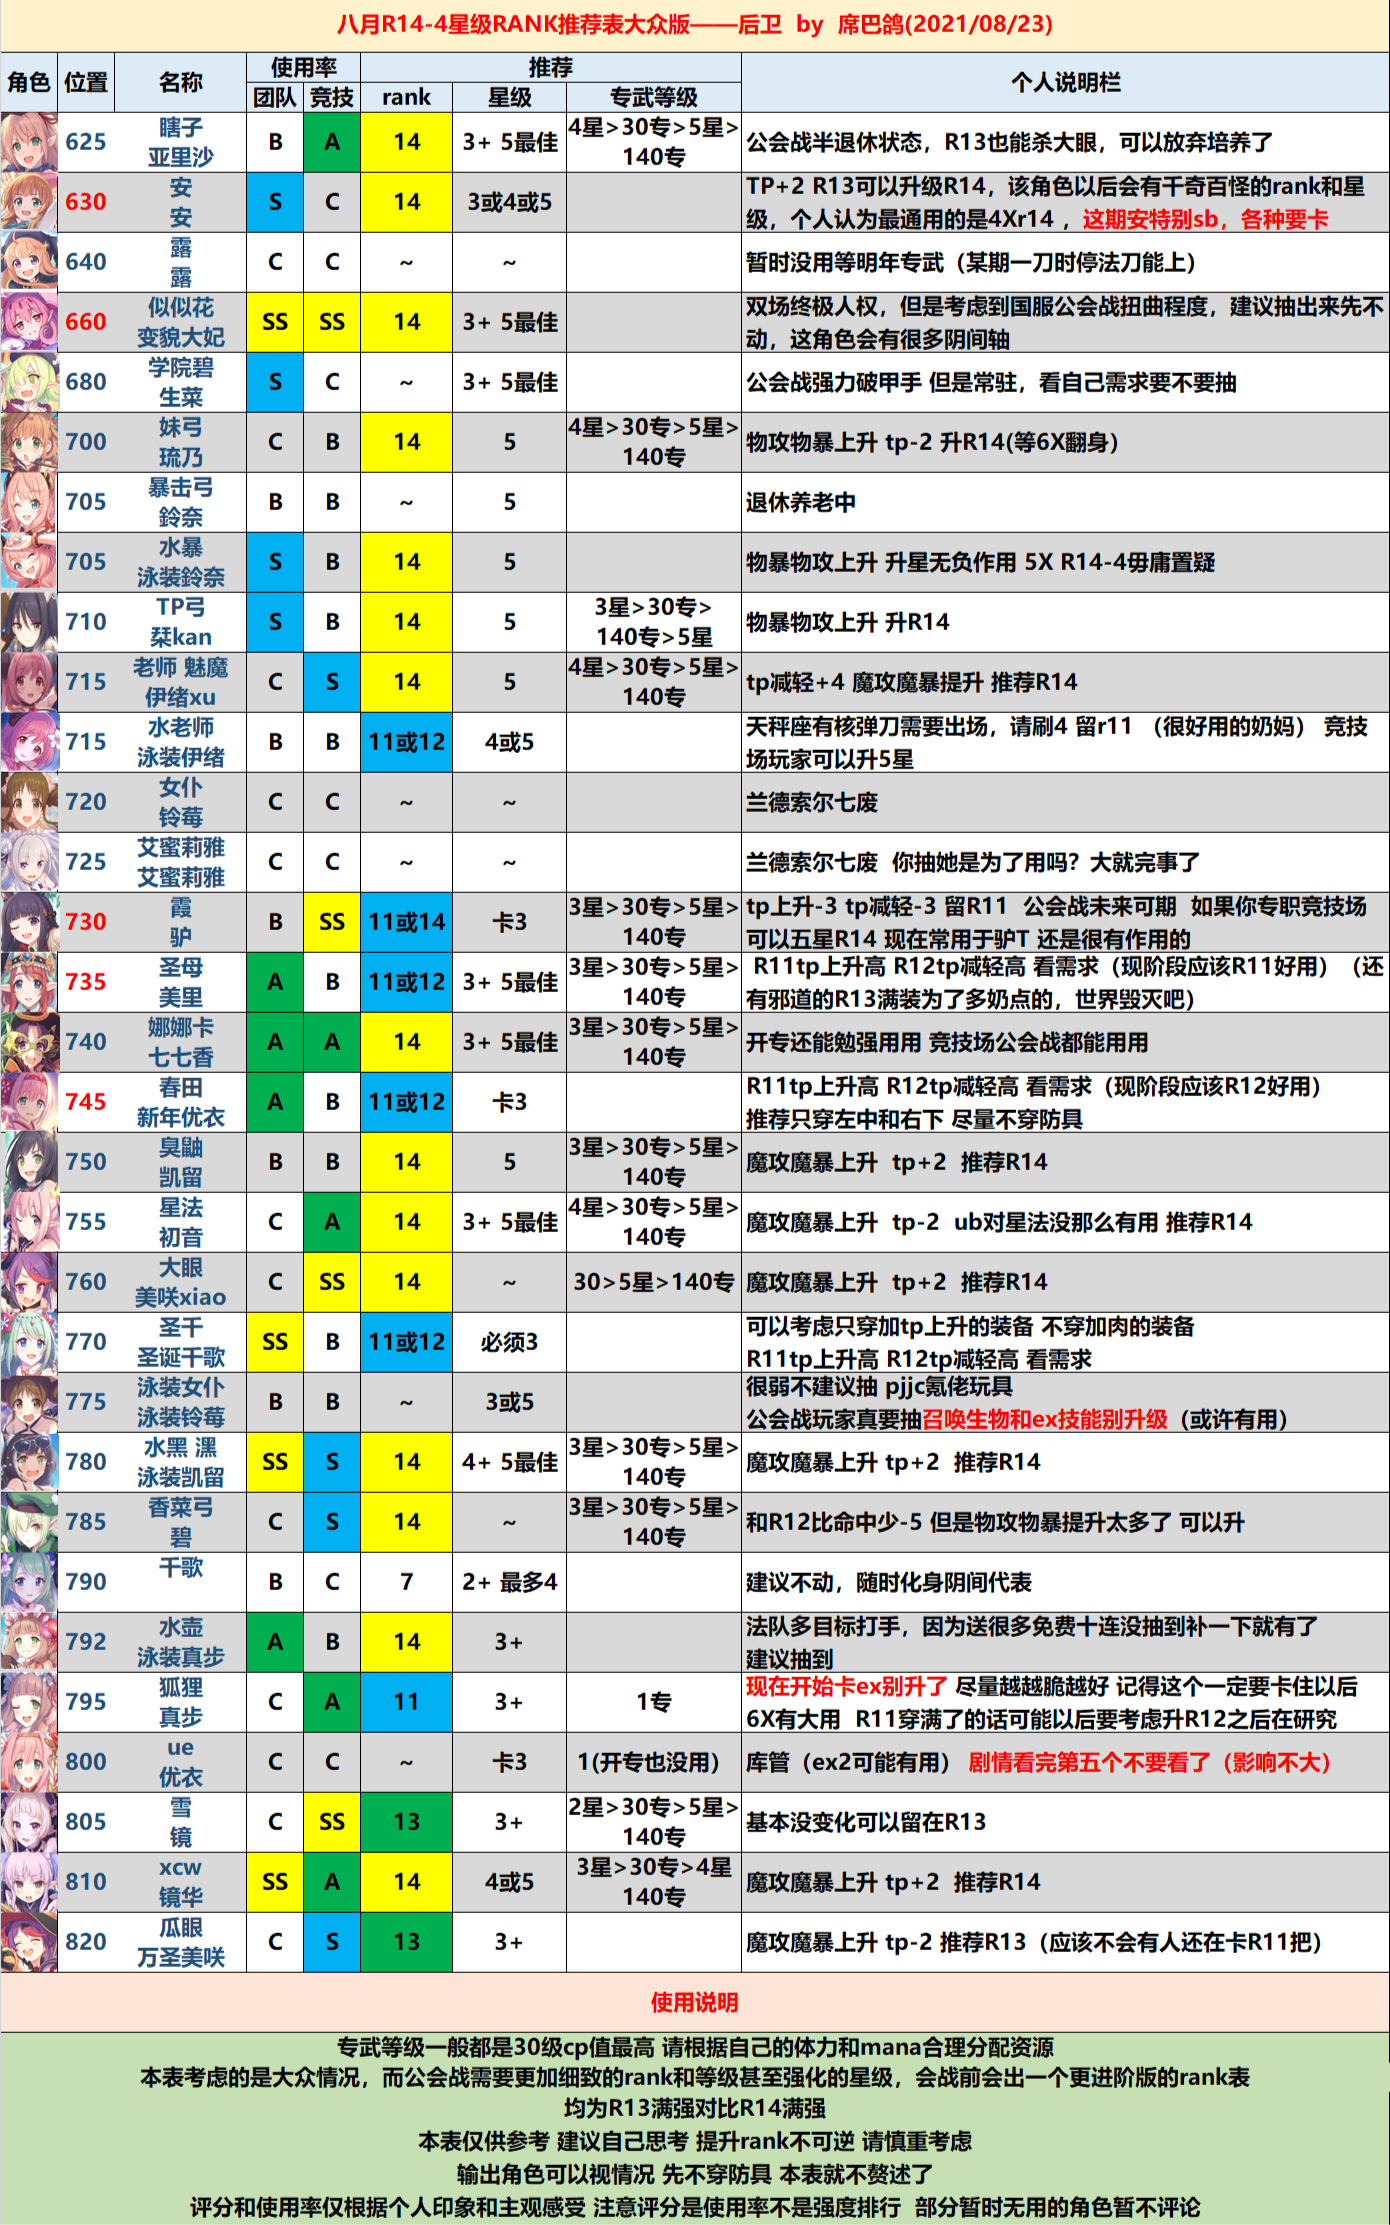 八月R14-4星级RANK推荐表大众版——后卫 by 席巴鸽(2021/08/23)
角色 位置 名称 使用率 推荐 个人说明栏
团队 竞技 rank 星级 专武等级
瞎子
亚里沙
625 B A 14 3+ 5最佳
4星>30专>5星>
140专
公会战半退休状态，R13也能杀大眼，可以放弃培养了
安
安
630 S C 14 3或4或5
TP+2 R13可以升级R14，该角色以后会有千奇百怪的rank和星
级，个人认为最通用的是4Xr14 ，这期安特别sb，各种要卡
露
露
640 C C ~ ~
暂时没用等明年专武（某期一刀时停法刀能上）
似似花
变貌大妃
660 SS SS 14 3+ 5最佳
双场终极人权，但是考虑到国服公会战扭曲程度，建议抽出来先不
动，这角色会有很多阴间轴
学院碧
生菜
680 S C ~ 3+ 5最佳
公会战强力破甲手 但是常驻，看自己需求要不要抽
妹弓
琉乃
700 C B 14 5
4星>30专>5星>
140专
物攻物暴上升 tp-2 升R14(等6X翻身）
暴击弓
鈴奈
705 B B ~ 5
退休养老中
水暴
泳装鈴奈
705 S B 14 5
物暴物攻上升 升星无负作用 5X R14-4毋庸置疑
TP弓
栞kan
710 S B 14 5
3星>30专>
140专>5星
物暴物攻上升 升R14
老师 魅魔
伊绪xu
715 C S 14 5
4星>30专>5星>
140专
tp减轻+4 魔攻魔暴提升 推荐R14
水老师
泳装伊绪
715 B B 11或12 4或5
天秤座有核弹刀需要出场，请刷4 留r11 （很好用的奶妈） 竞技
场玩家可以升5星
女仆
铃莓
720 C C ~ ~
兰德索尔七废
艾蜜莉雅
艾蜜莉雅
725 C C ~ ~
兰德索尔七废 你抽她是为了用吗？大就完事了
霞
驴
730 B SS 11或14 卡3
3星>30专>5星>
140专
tp上升-3 tp减轻-3 留R11 公会战未来可期 如果你专职竞技场
可以五星R14 现在常用于驴T 还是很有作用的
圣母
美里
735 A B 11或12 3+ 5最佳
3星>30专>5星>
140专
R11tp上升高 R12tp减轻高 看需求（现阶段应该R11好用）（还
有邪道的R13满装为了多奶点的，世界毁灭吧）
娜娜卡
七七香
740 A A 14 3+ 5最佳
3星>30专>5星>
140专
开专还能勉强用用 竞技场公会战都能用用
春田
新年优衣
745 A B 11或12 卡3
R11tp上升高 R12tp减轻高 看需求（现阶段应该R12好用）
推荐只穿左中和右下 尽量不穿防具
臭鼬
凯留
750 B B 14 5
3星>30专>5星>
140专
魔攻魔暴上升 tp+2 推荐R14
星法
初音
755 C A 14 3+ 5最佳
4星>30专>5星>
140专
魔攻魔暴上升 tp-2 ub对星法没那么有用 推荐R14
大眼
美咲xiao
760 C SS 14 ~ 30>5星>140专
魔攻魔暴上升 tp+2 推荐R14
圣千
圣诞千歌
770 SS B 11或12 必须3
可以考虑只穿加tp上升的装备 不穿加肉的装备
R11tp上升高 R12tp减轻高 看需求
泳装女仆
泳装铃莓
775 B B ~ 3或5
很弱不建议抽 pjjc氪佬玩具
公会战玩家真要抽召唤生物和ex技能别升级（或许有用）
水黑 潶
泳装凯留
780 SS S 14 4+ 5最佳
3星>30专>5星>
140专
魔攻魔暴上升 tp+2 推荐R14
香菜弓
碧
785 C S 14 ~
3星>30专>5星>
140专
和R12比命中少-5 但是物攻物暴提升太多了 可以升
千歌
790 B C 7 2+ 最多4
建议不动，随时化身阴间代表
水壶
泳装真步
792 A B 14 3+
法队多目标打手，因为送很多免费十连没抽到补一下就有了
建议抽到
狐狸
真步
795 C A 11 3+ 1专
现在开始卡ex别升了 尽量越越脆越好 记得这个一定要卡住以后
6X有大用 R11穿满了的话可能以后要考虑升R12之后在研究
ue
优衣
800 C C ~ 卡3 1(开专也没用）
库管（ex2可能有用） 剧情看完第五个不要看了（影响不大）
雪
镜
805 C SS 13 3+
2星>30专>5星>
140专
基本没变化可以留在R13
xcw
镜华
810 SS A 14 4或5
3星>30专>4星
140专
魔攻魔暴上升 tp+2 推荐R14
瓜眼
万圣美咲
820 C S 13 3+
魔攻魔暴上升 tp-2 推荐R13（应该不会有人还在卡R11把）
使用说明
专武等级一般都是30级cp值最高 请根据自己的体力和mana合理分配资源
本表考虑的是大众情况，而公会战需要更加细致的rank和等级甚至强化的星级，会战前会出一个更进阶版的rank表
均为R13满强对比R14满强
本表仅供参考 建议自己思考 提升rank不可逆 请慎重考虑
输出角色可以视情况 先不穿防具 本表就不赘述了
评分和使用率仅根据个人印象和主观感受 注意评分是使用率不是强度排行 部分暂时无用的角色暂不评论